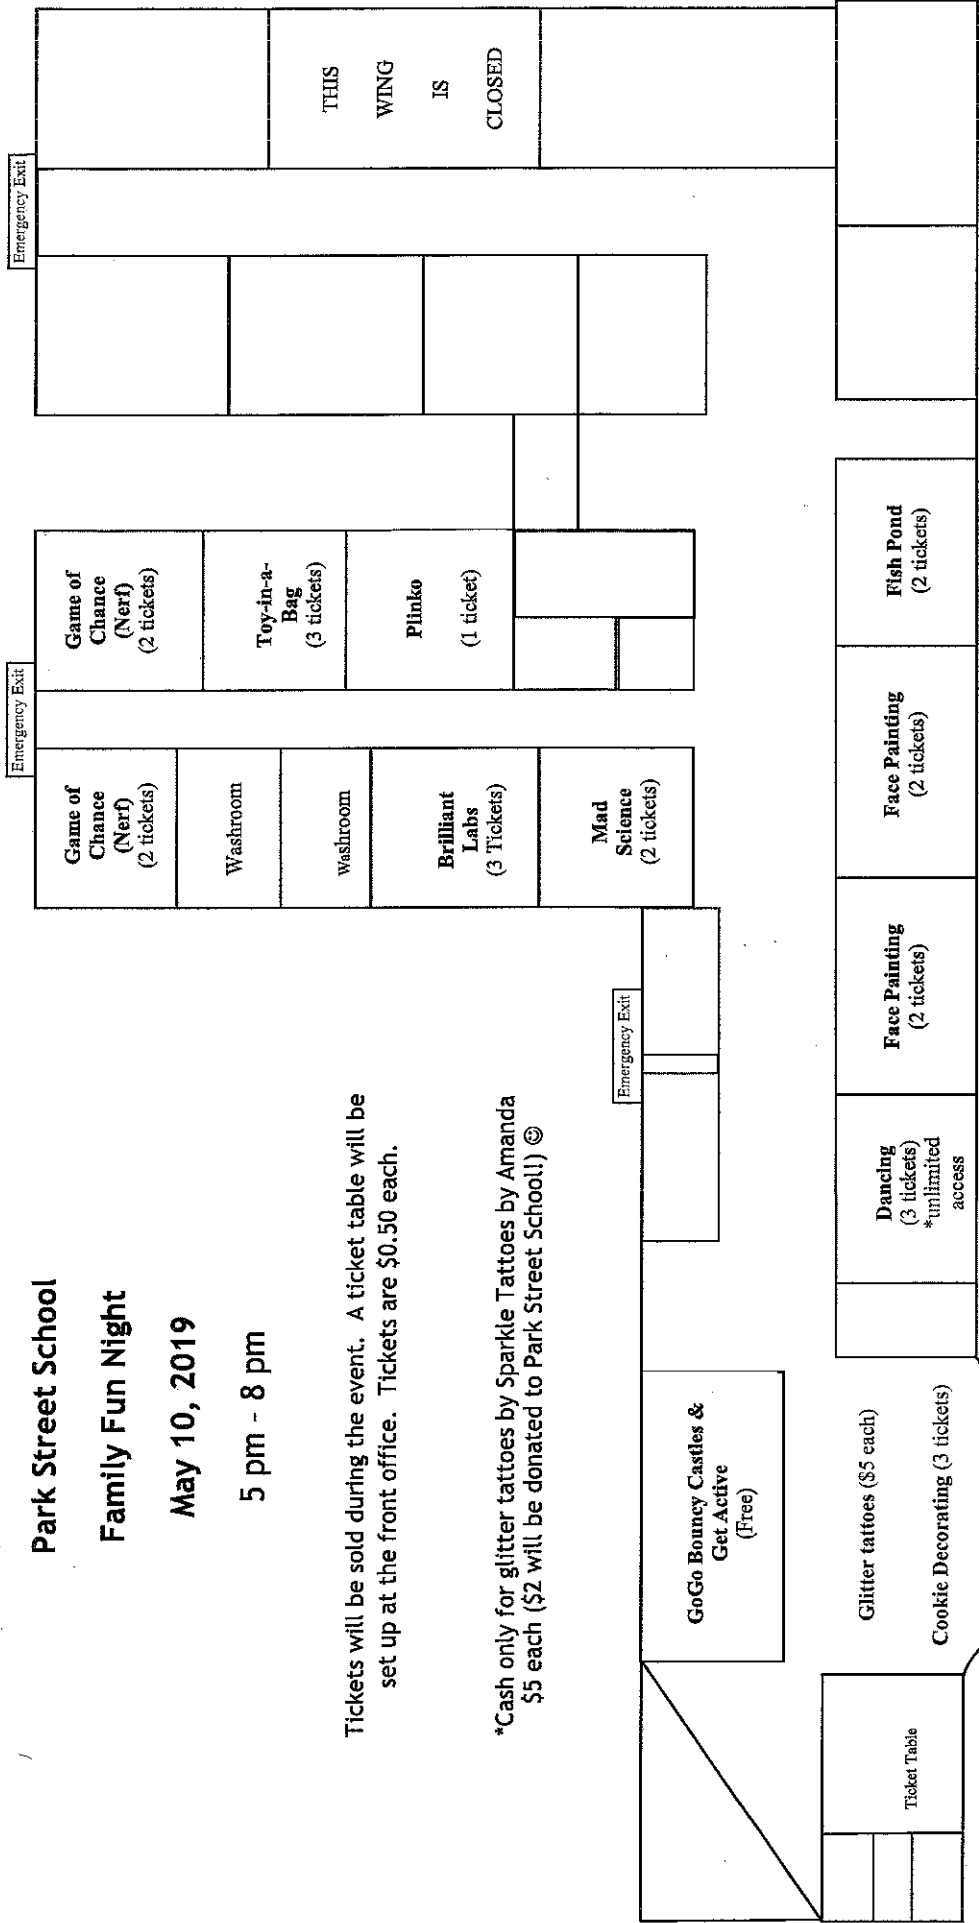 Park Street School
Family Fun Night
May 10, 2019
5 pm - 8 pm
Tickets will be sold during the event. A ticket table will be
set up at the front office. Tickets are $0.50 each.
*Cash only for glitter tattoes by Sparkle Tattoes by Amanda
$5 each ($2 will be donated to Park Street School!) ☺
Emergency Exit
Game of
Chance
(Nerf)
(2 tickets)
Washroom
Washroom
Brilliant
Labs
(3 Tickets)
Mad
Science
(2 tickets)
Emergency Exit
Game of
Chance
(Nerf)
(2 tickets)
Toy-in-a-
Bag
(3 tickets)
Plinko
(1 ticket)
Emergency Exit
THIS
WING
IS
CLOSED
GoGo Bouncy Castles &
Get Active
(Free)
Glitter tattoes ($5 each)
Cookie Decorating (3 tickets)
Ticket Table
Dancing
(3 tickets)
*unlimited
access
Face Painting
(2 tickets)
Face Painting
(2 tickets)
Fish Pond
(2 tickets)